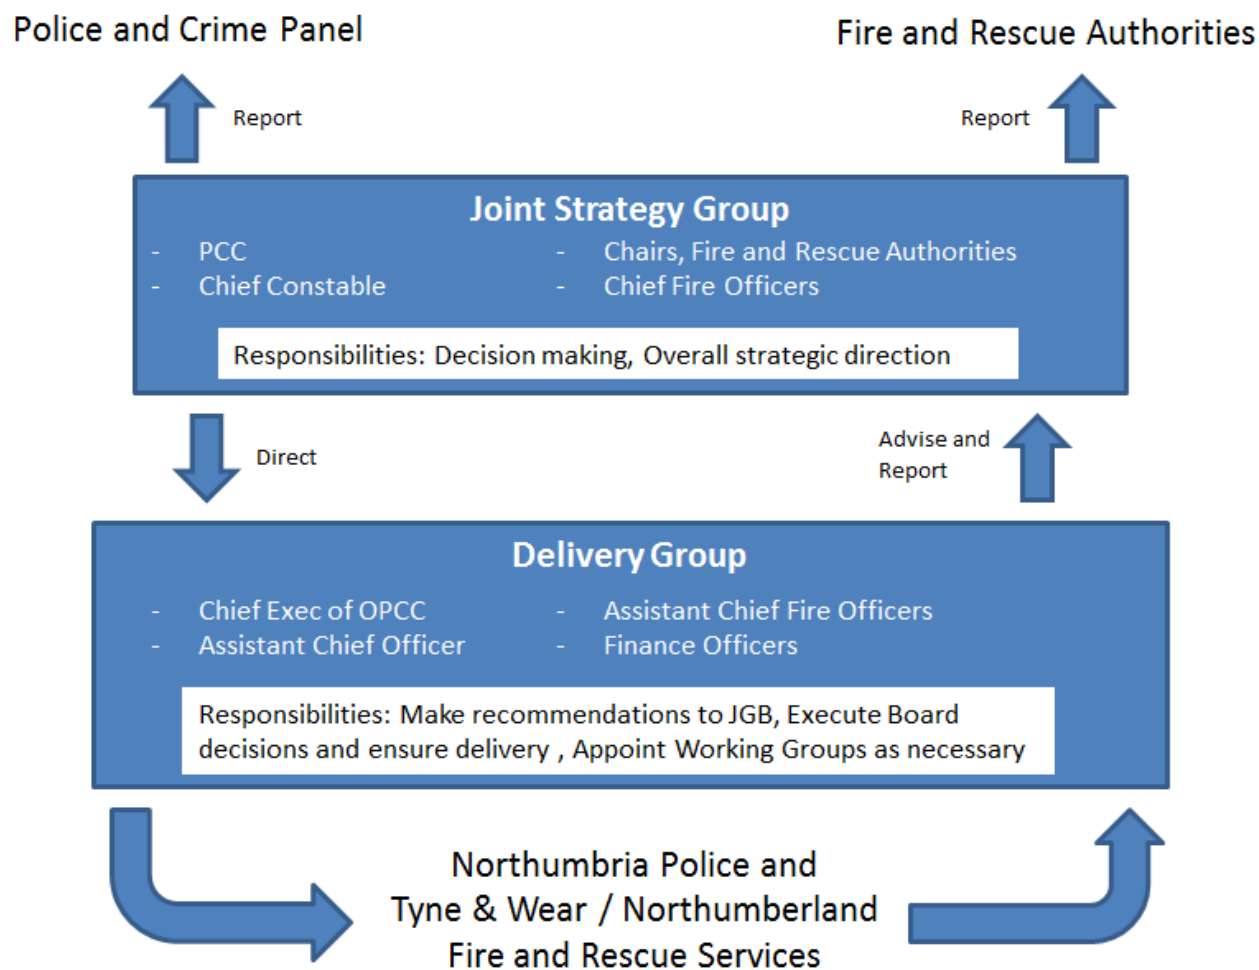 Police and Crime Panel
Fire and Rescue Authorities
Report
Report
Joint Strategy Group
- PCC
- Chief Constable
- Chairs, Fire and Rescue Authorities
- Chief Fire Officers
Responsibilities: Decision making, Overall strategic direction
Direct
Advise and
Report
Delivery Group
- Chief Exec of OPCC
- Assistant Chief Officer
- Assistant Chief Fire Officers
- Finance Officers
Responsibilities: Make recommendations to JGB, Execute Board
decisions and ensure delivery , Appoint Working Groups as necessary
Northumbria Police and
Tyne & Wear / Northumberland
Fire and Rescue Services